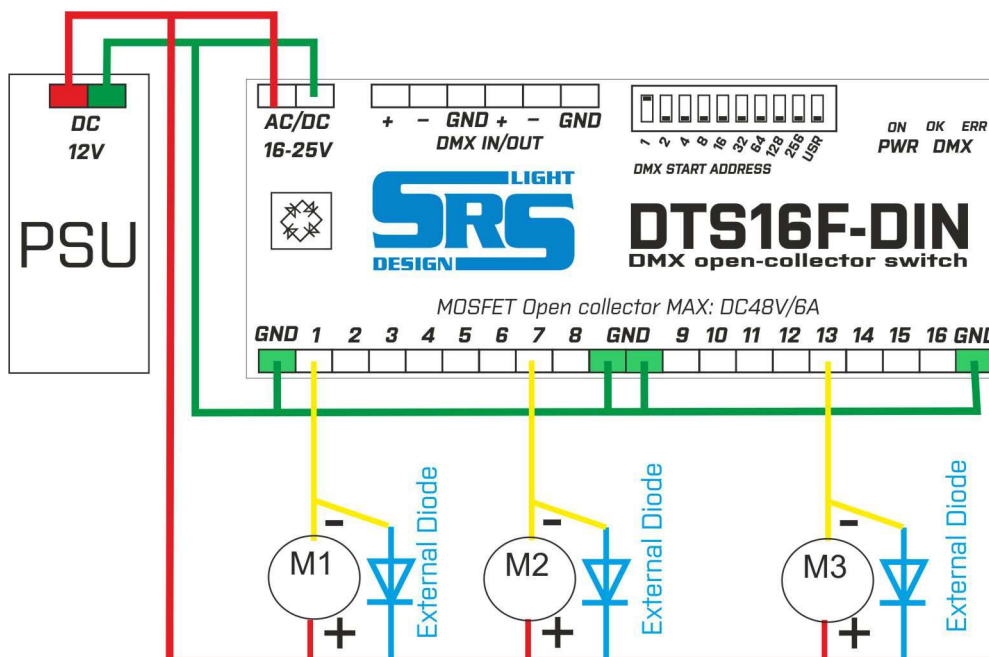 DC
12V
PSU
AC/DC
16-25V
+ - GND + - GND
DMX IN/OUT
1 2 4 8 16 32 64 128 256 USR
DMX START ADDRESS
ON OK ERR
PWR DMX
LIGHT
SRS
DESIGN
DTS16F-DIN
DMX open-collector switch
MOSFET Open collector MAX: DC48V/6A
GND 1 2 3 4 5 6 7 8 GND 9 10 11 12 13 14 15 16 GND
-
M1
+
External Diode
-
M2
+
External Diode
-
M3
+
External Diode